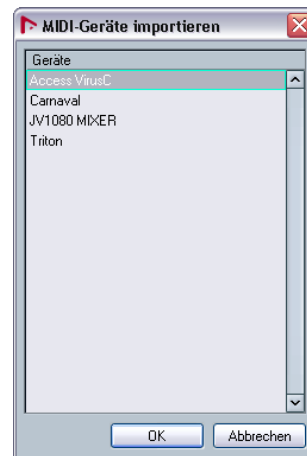 MIDI-Geräte importieren
Geräte
Access VirusC
Carnaval
JV1080 MIXER
Triton
OK Abbrechen